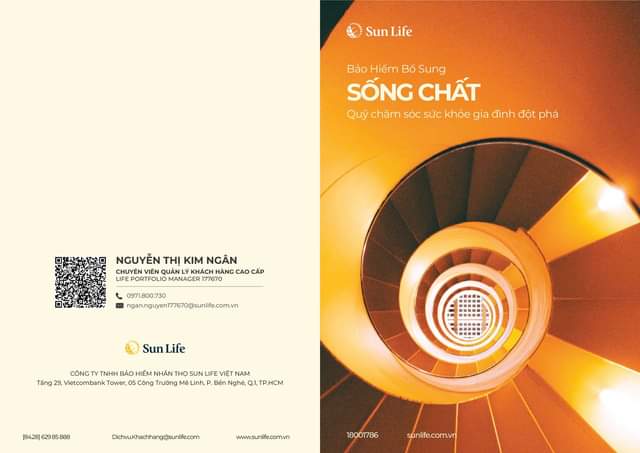 NGUYỄN THỊ KIM NGÂN
CHUYÊN VIÊN QUẢN LÝ KHÁCH HÀNG CAO CẤP
LIFE PORTFOLIO MANAGER 177670
0971.800.730
ngan.nguyen177670@sunlife.com.vn
Sun Life
CÔNG TY TNHH BẢO HIỂM NHÂN THỌ SUN LIFE VIỆT NAM
Tầng 29, Vietcombank Tower, 05 Công Trường Mê Linh, P. Bến Nghé, Q.1, TP.HCM
(84.28) 629 85 888
Dichvu.Khachhang@sunlife.com
www.sunlife.com.vn
Sun Life
Bảo Hiểm Bổ Sung
SỐNG CHẤT
Quỹ chăm sóc sức khỏe gia đình đột phá
18001786
sunlife.com.vn